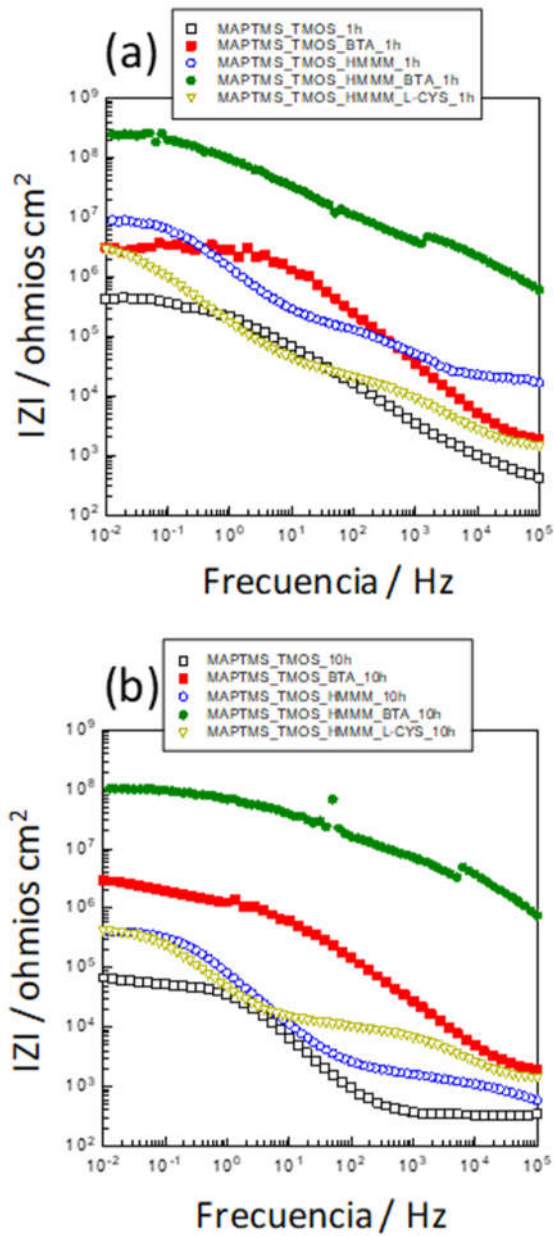 (a)
MAPTMS_TMOS_1h
MAPTMS_TMOS_BTA_1h
MAPTMS_TMOS_HMMM_1h
MAPTMS_TMOS_HMMM_BTA_1h
MAPTMS_TMOS_HMMM_L-CYS_1h
10⁹
10⁸
10⁷
10⁶
10⁵
10⁴
10³
10²
IZI / ohmios cm²
10⁻² 10⁻¹ 10⁰ 10¹ 10² 10³ 10⁴ 10⁵
Frecuencia / Hz
(b)
MAPTMS_TMOS_10h
MAPTMS_TMOS_BTA_10h
MAPTMS_TMOS_HMMM_10h
MAPTMS_TMOS_HMMM_BTA_10h
MAPTMS_TMOS_HMMM_L-CYS_10h
10⁹
10⁸
10⁷
10⁶
10⁵
10⁴
10³
10²
IZI / ohmios cm²
10⁻² 10⁻¹ 10⁰ 10¹ 10² 10³ 10⁴ 10⁵
Frecuencia / Hz